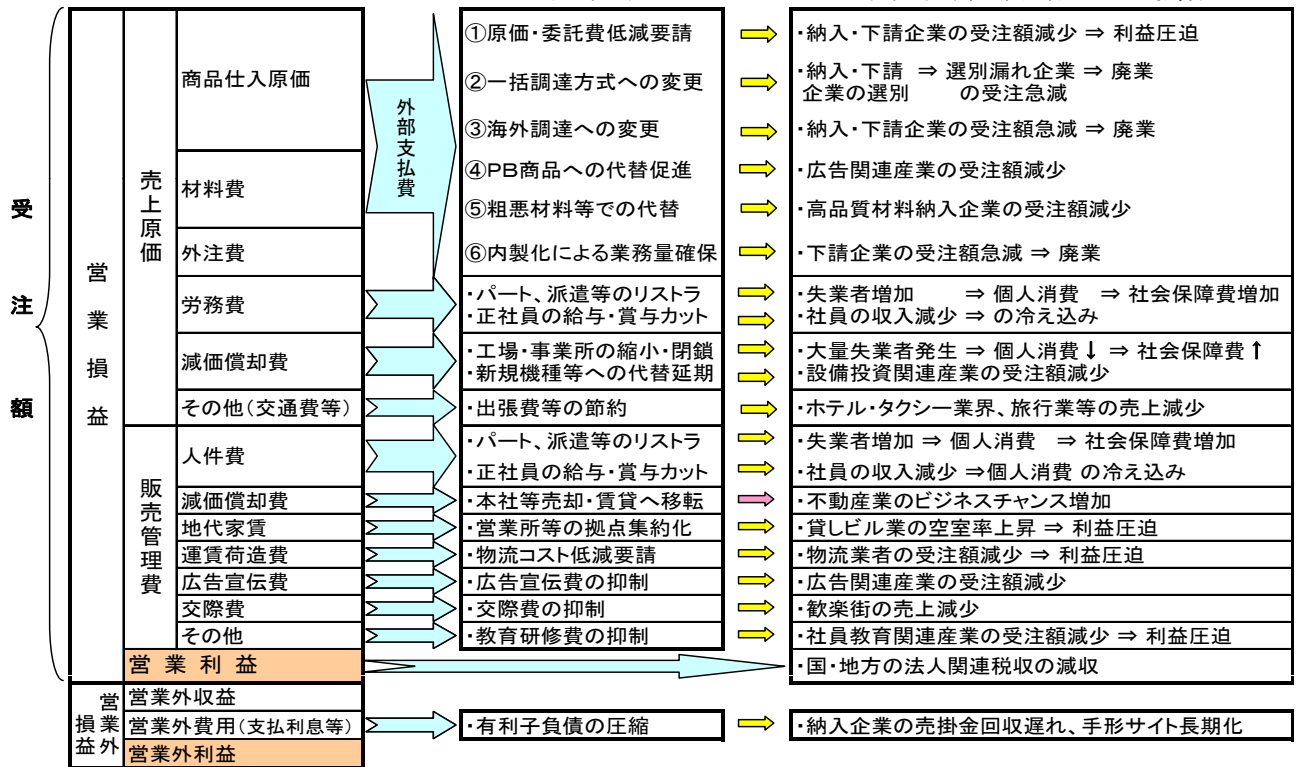 受注額
営業損益
売上原価
商品仕入原価
材料費
外注費
労務費
減価償却費
その他(交通費等)
外部支払費
①原価・委託費低減要請
・納入・下請企業の受注額減少 ⇒ 利益圧迫
②一括調達方式への変更
・納入・下請 ⇒ 選別漏れ企業 ⇒ 廃業
企業の選別 の受注急減
③海外調達への変更
・納入・下請企業の受注額急減 ⇒ 廃業
④PB商品への代替促進
・広告関連産業の受注額減少
⑤粗悪材料等での代替
・高品質材料納入企業の受注額減少
⑥内製化による業務量確保
・下請企業の受注額急減 ⇒ 廃業
・パート、派遣等のリストラ
・失業者増加 ⇒ 個人消費 ⇒ 社会保障費増加
・正社員の給与・賞与カット
・社員の収入減少 ⇒ の冷え込み
・工場・事業所の縮小・閉鎖
・大量失業者発生 ⇒ 個人消費⬇ ⇒ 社会保障費⬆
・新規機種等への代替延期
・設備投資関連産業の受注額減少
・出張費等の節約
・ホテル・タクシー業界、旅行業等の売上減少
販売管理費
人件費
・パート、派遣等のリストラ
・失業者増加 ⇒ 個人消費 ⇒ 社会保障費増加
・正社員の給与・賞与カット
・社員の収入減少 ⇒個人消費 の冷え込み
減価償却費
・本社等売却・賃貸へ移転
・不動産業のビジネスチャンス増加
地代家賃
・営業所等の拠点集約化
・貸しビル業の空室率上昇 ⇒ 利益圧迫
運賃荷造費
・物流コスト低減要請
・物流業者の受注額減少 ⇒ 利益圧迫
広告宣伝費
・広告宣伝費の抑制
・広告関連産業の受注額減少
交際費
・交際費の抑制
・歓楽街の売上減少
その他
・教育研修費の抑制
・社員教育関連産業の受注額減少 ⇒ 利益圧迫
営業利益
・国・地方の法人関連税収の減収
営業外損益
営業外収益
営業外費用(支払利息等)
・有利子負債の圧縮
・納入企業の売掛金回収遅れ、手形サイト長期化
営業外利益